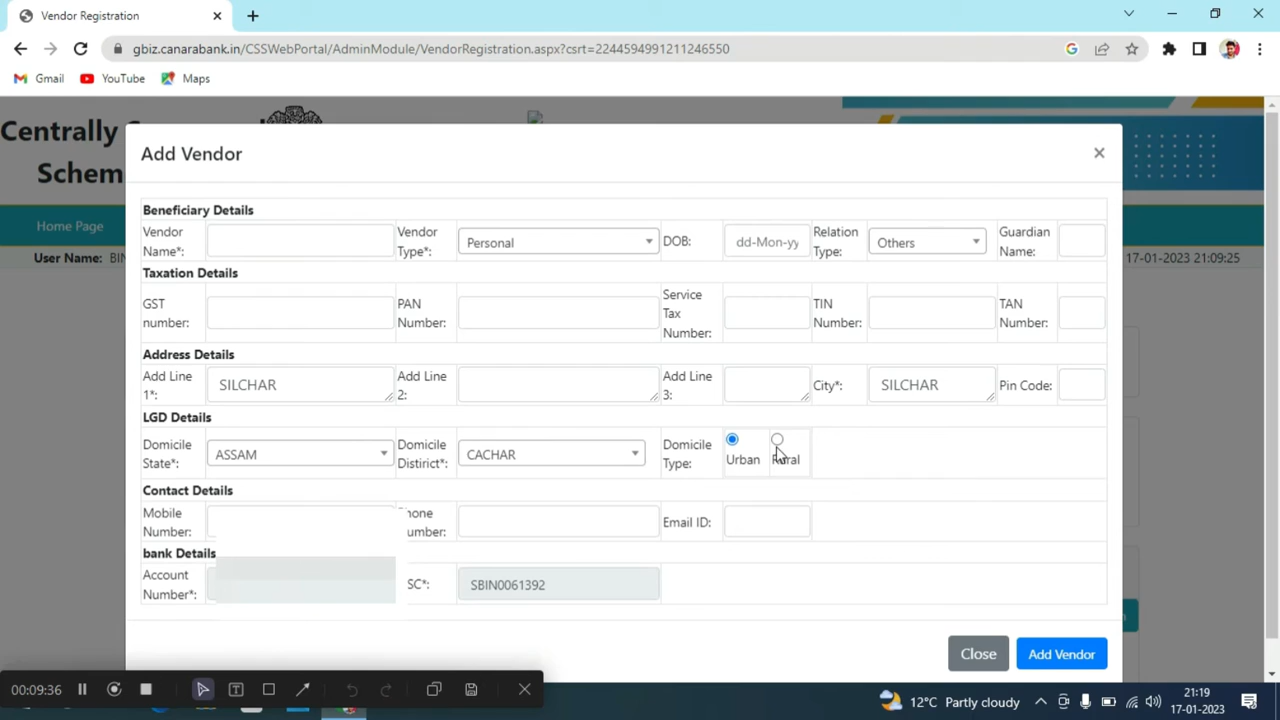 Vendor Registration
gbiz.canarabank.in/CSSWebPortal/AdminModule/VendorRegistration.aspx?csrt=2244594991211246550
Gmail YouTube Maps
Centrally
Schem
Home Page
User Name: BIN
17-01-2023 21:09:25
Add Vendor
Beneficiary Details
Vendor Name*: Vendor Type*: Personal DOB: dd-Mon-yy Relation Type: Others Guardian Name:
Taxation Details
GST number: PAN Number: Service Tax Number: TIN Number: TAN Number:
Address Details
Add Line 1*: SILCHAR Add Line 2: Add Line 3: City*: SILCHAR Pin Code:
LGD Details
Domicile State*: ASSAM Domicile District*: CACHAR Domicile Type: Urban Rural
Contact Details
Mobile Number: hone umber: Email ID:
bank Details
Account Number*: SC*: SBIN0061392
Close Add Vendor
00:09:36
12°C Partly cloudy
21:19
17-01-2023